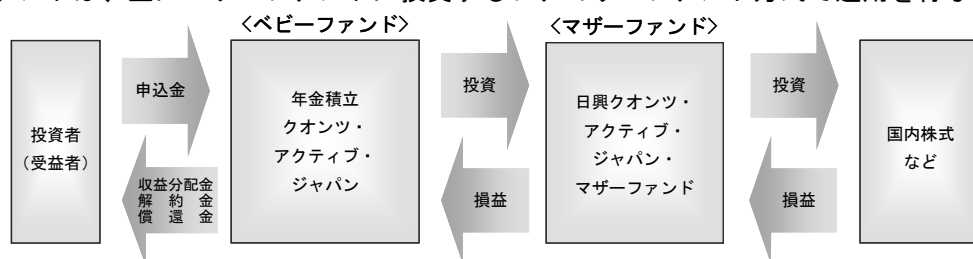 〈ベビーファンド〉
〈マザーファンド〉
投資者
（受益者）
申込金
収益分配金
解約金
償還金
年金積立
クオンツ・
アクティブ・
ジャパン
投資
損益
日興クオンツ・
アクティブ・
ジャパン・
マザーファンド
投資
損益
国内株式
など